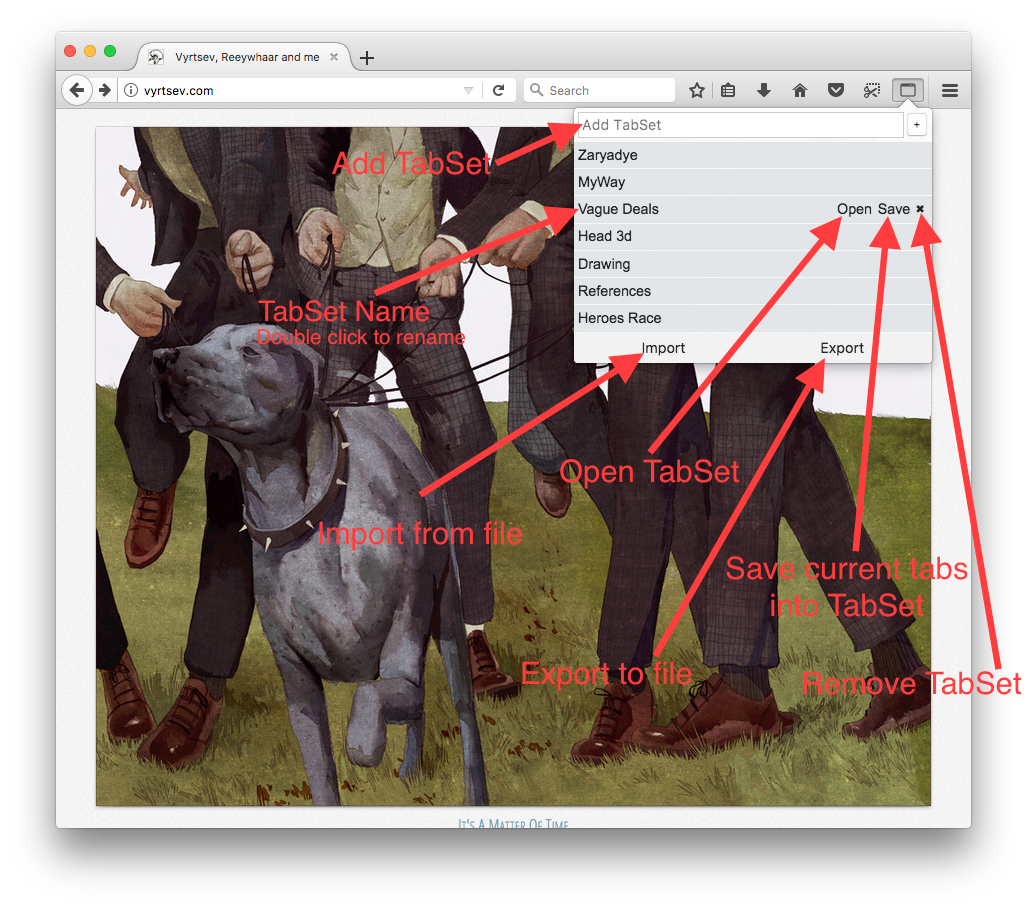 Vyrtsev, Reeywhaar and me
vyrtsev.com
Search
Add TabSet
+
Zaryadye
MyWay
Vague Deals
Open Save
Head 3d
Drawing
References
Heroes Race
Import
Export
Add TabSet
TabSet Name
Double click to rename
Open TabSet
Import from file
Save current tabs
into TabSet
Export to file
Remove TabSet
It's A Matter Of Time